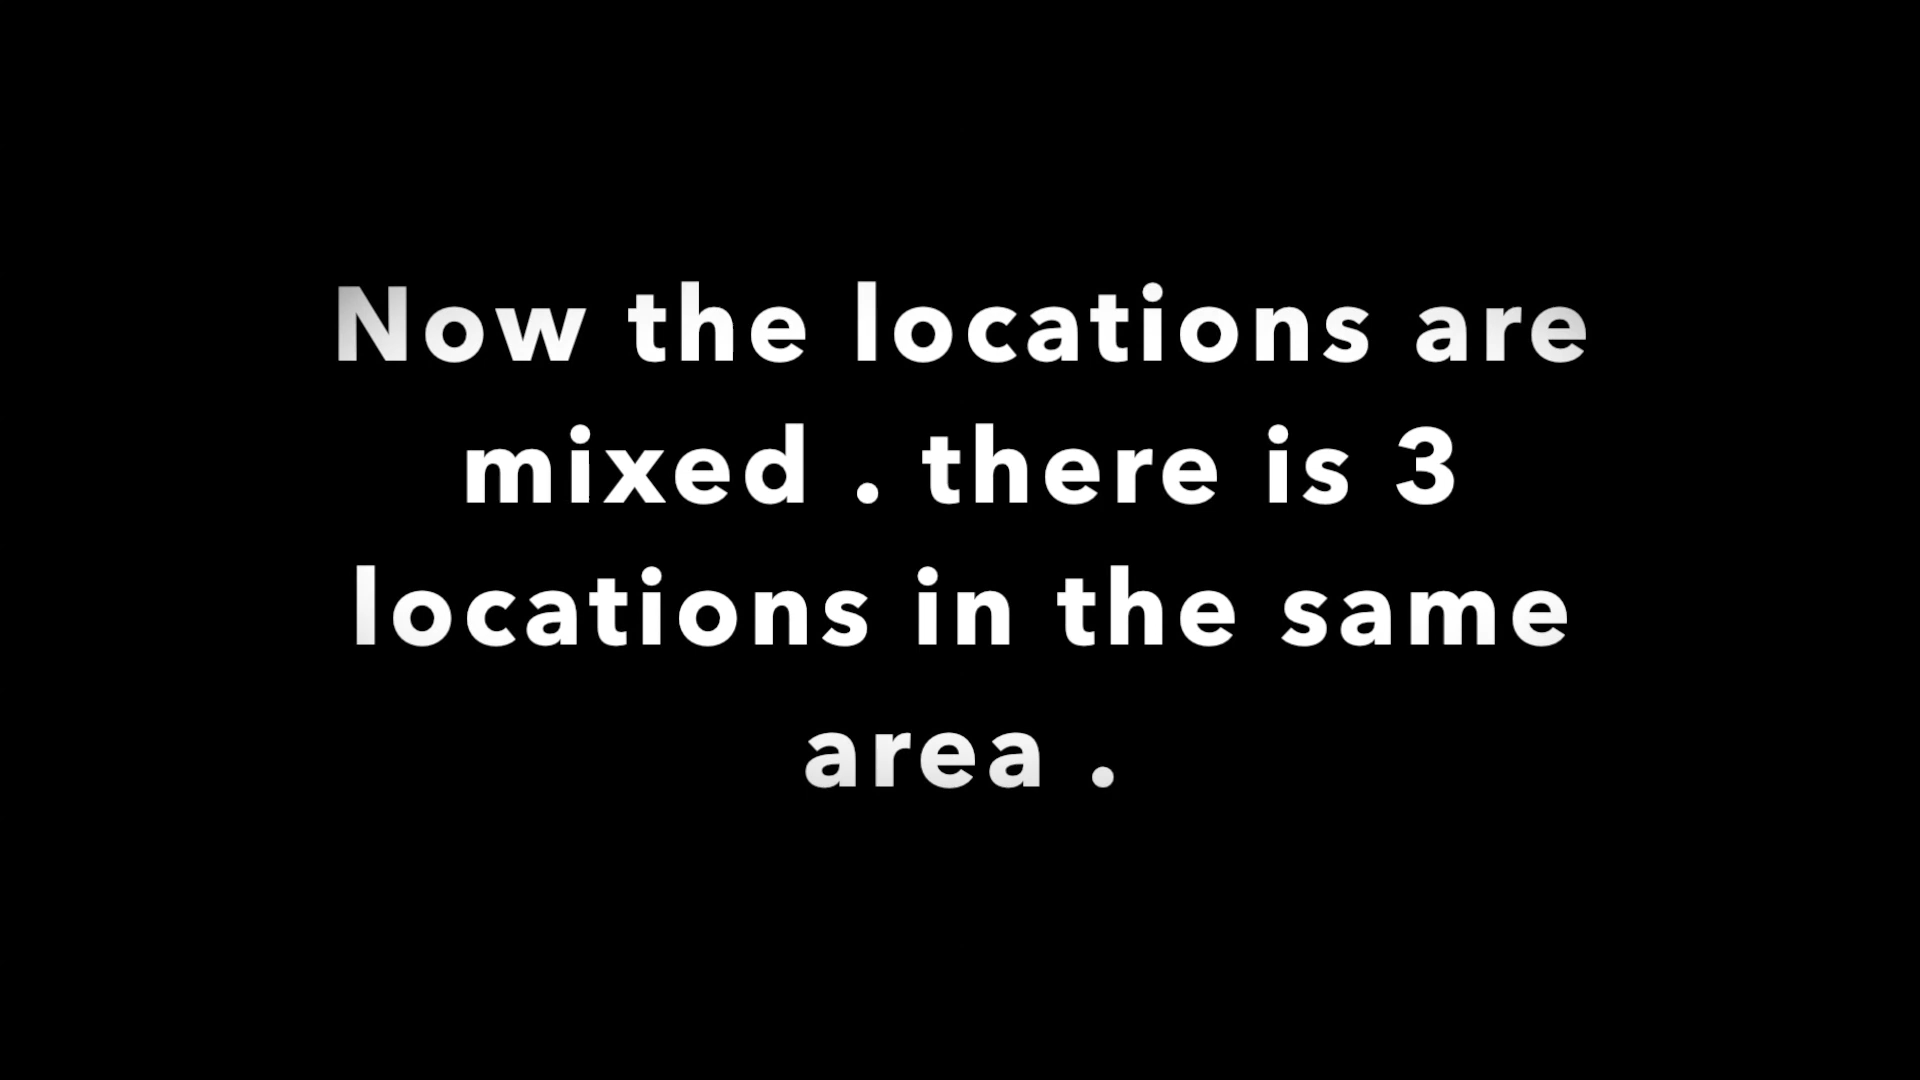 Now the locations are
mixed . there is 3
locations in the same
area .